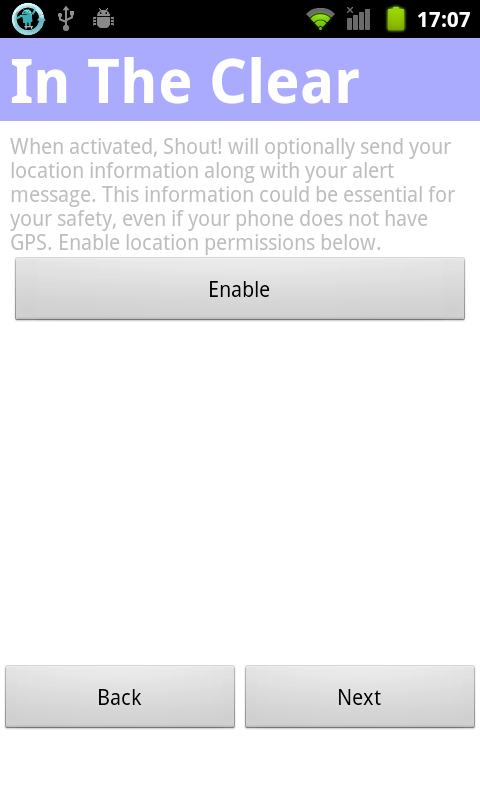 17:07
In The Clear
When activated, Shout! will optionally send your
location information along with your alert
message. This information could be essential for
your safety, even if your phone does not have
GPS. Enable location permissions below.
Enable
Back
Next